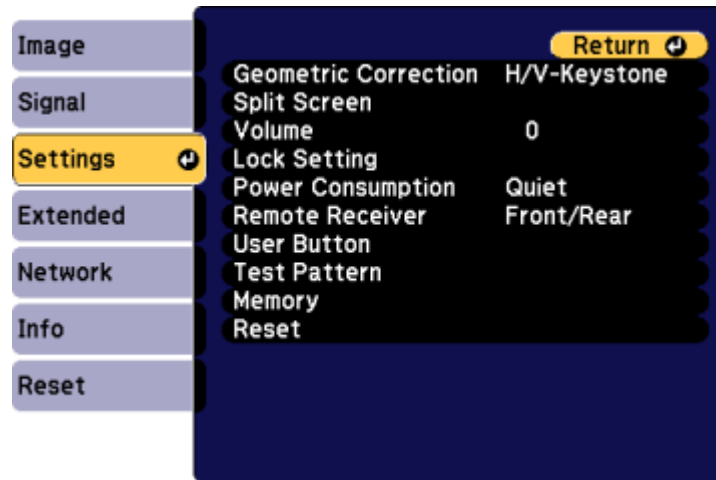 Image
Signal
Settings
Extended
Network
Info
Reset
Return
Geometric Correction H/V-Keystone
Split Screen
Volume 0
Lock Setting
Power Consumption Quiet
Remote Receiver Front/Rear
User Button
Test Pattern
Memory
Reset